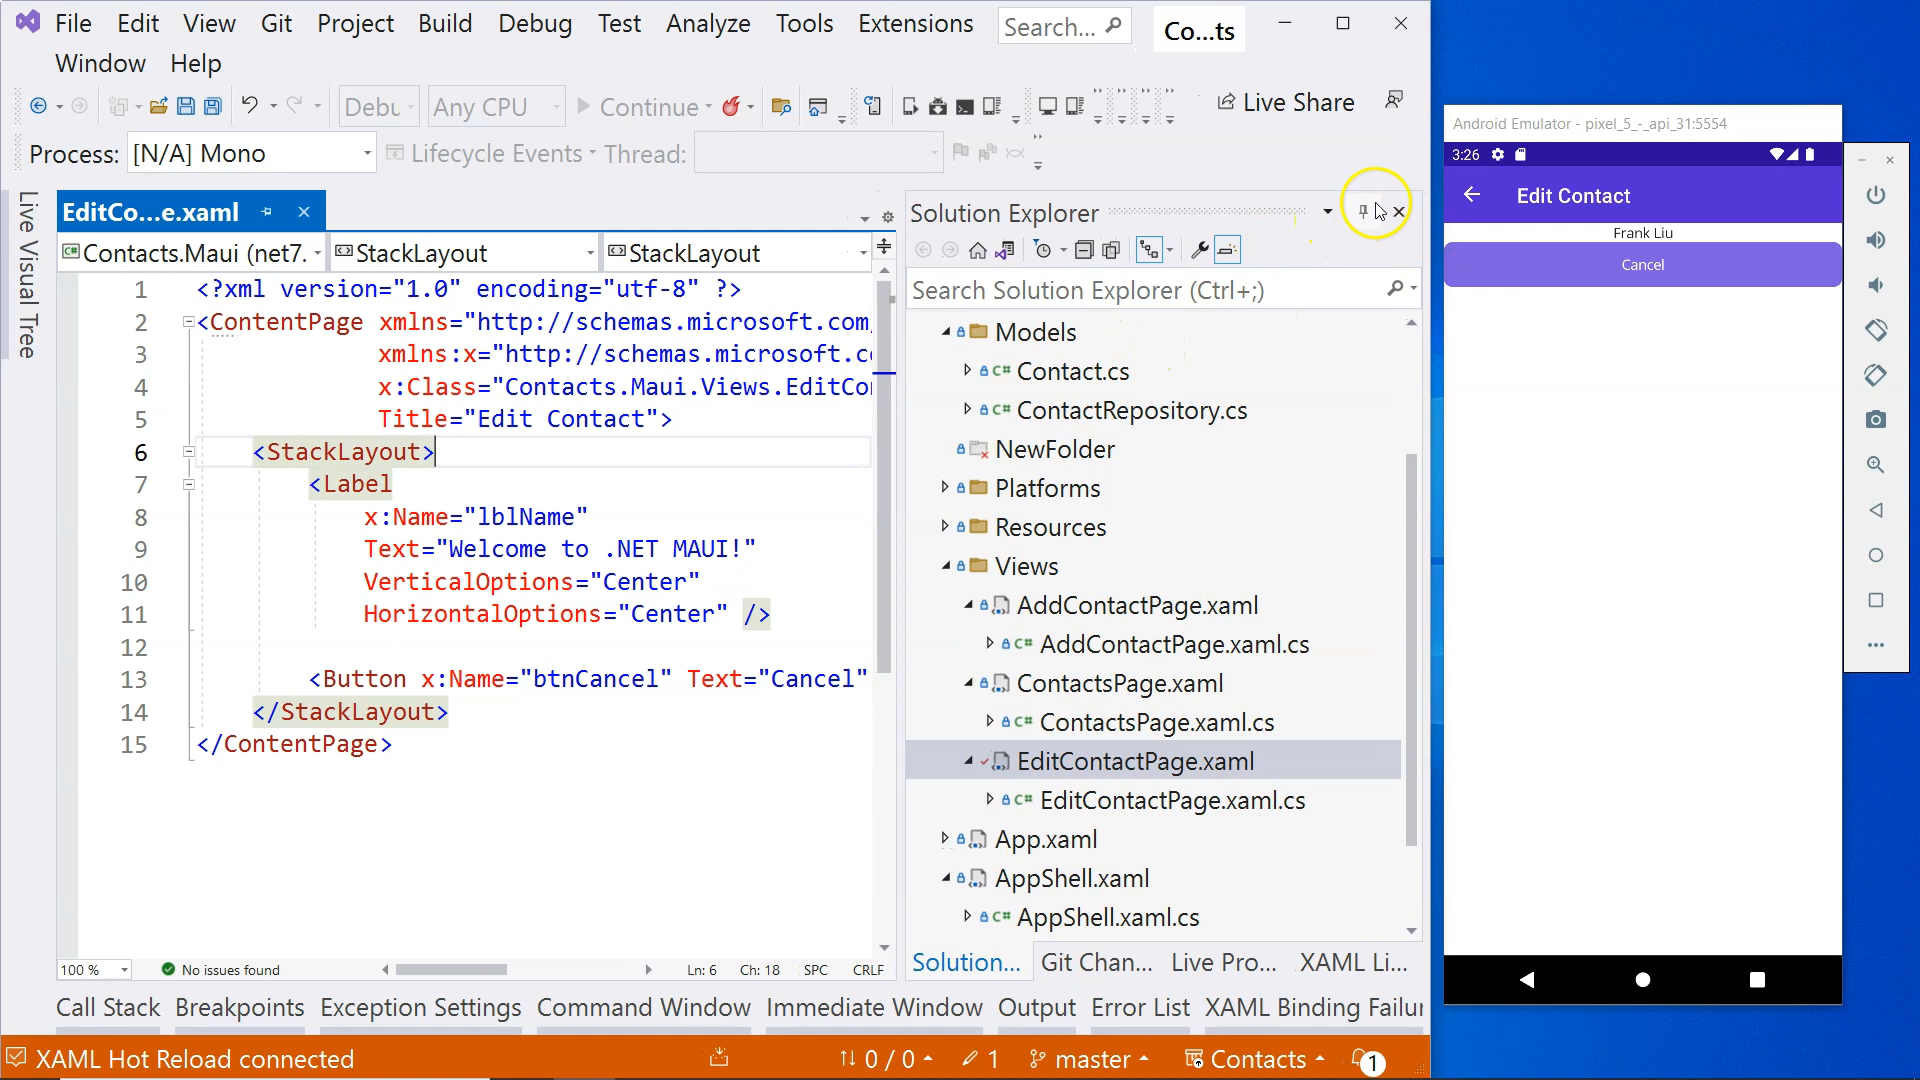 File Edit View Git Project Build Debug Test Tools Analyze Extensions Search... Co...ts
Window Help
Debu Any CPU Continue Live Share
Process: [N/A] Mono Lifecycle Events Thread:
Live Visual Tree
EditCo...e.xaml
Contacts.Maui (net7. StackLayout StackLayout
1 <?xml version="1.0" encoding="utf-8" ?>
2 <ContentPage xmlns="http://schemas.microsoft.com/
3 xmlns:x="http://schemas.microsoft.co
4 x:Class="Contacts.Maui.Views.EditCo
5 Title="Edit Contact">
6 <StackLayout>
7 <Label
8 x:Name="lblName"
9 Text="Welcome to .NET MAUI!"
10 VerticalOptions="Center"
11 HorizontalOptions="Center" />
12
13 <Button x:Name="btnCancel" Text="Cancel"
14 </StackLayout>
15 </ContentPage>
100 % No issues found Ln: 6 Ch: 18 SPC CRLF
Solution Explorer
Search Solution Explorer (Ctrl+;)
Models
C# Contact.cs
C# ContactRepository.cs
NewFolder
Platforms
Resources
Views
AddContactPage.xaml
C# AddContactPage.xaml.cs
ContactsPage.xaml
C# ContactsPage.xaml.cs
EditContactPage.xaml
C# EditContactPage.xaml.cs
App.xaml
AppShell.xaml
C# AppShell.xaml.cs
Solution... Git Chan... Live Pro... XAML Li...
Call Stack Breakpoints Exception Settings Command Window Immediate Window Output Error List XAML Binding Failur
XAML Hot Reload connected 0 / 0 1 master Contacts 1
Android Emulator - pixel_5_-_api_31:5554
3:26
Edit Contact
Frank Liu
Cancel